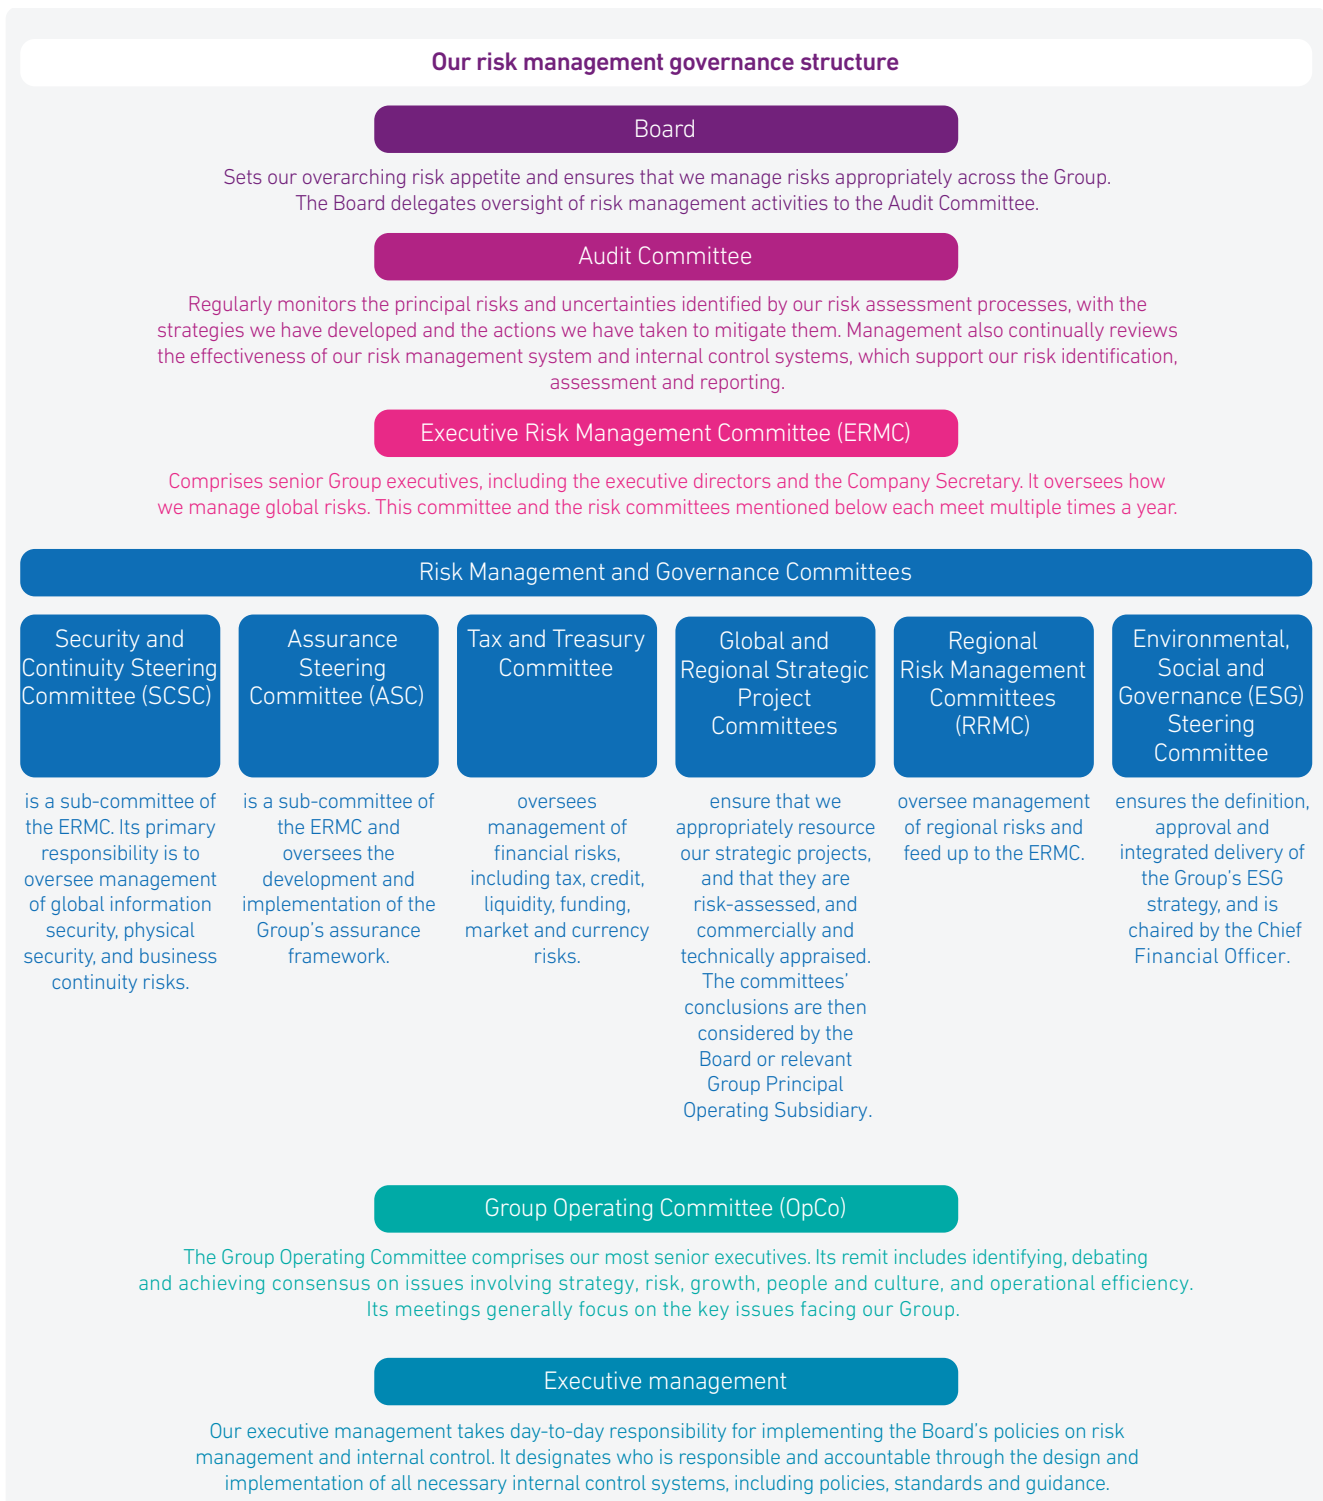 Our risk management governance structure
Board
Sets our overarching risk appetite and ensures that we manage risks appropriately across the Group.
The Board delegates oversight of risk management activities to the Audit Committee.
Audit Committee
Regularly monitors the principal risks and uncertainties identified by our risk assessment processes, with the
strategies we have developed and the actions we have taken to mitigate them. Management also continually reviews
the effectiveness of our risk management system and internal control systems, which support our risk identification,
assessment and reporting.
Executive Risk Management Committee (ERMC)
Comprises senior Group executives, including the executive directors and the Company Secretary. It oversees how
we manage global risks. This committee and the risk committees mentioned below each meet multiple times a year.
Risk Management and Governance Committees
Security and
Continuity Steering
Committee (SCSC)
is a sub-committee of
the ERMC. Its primary
responsibility is to
oversee management
of global information
security, physical
security, and business
continuity risks.
Assurance
Steering
Committee (ASC)
is a sub-committee of
the ERMC and
oversees the
development and
implementation of the
Group's assurance
framework.
Tax and Treasury
Committee
oversees
management of
financial risks,
including tax, credit,
liquidity, funding,
market and currency
risks.
Global and
Regional Strategic
Project
Committees
ensure that we
appropriately resource
our strategic projects,
and that they are
risk-assessed, and
commercially and
technically appraised.
The committees'
conclusions are then
considered by the
Board or relevant
Group Principal
Operating Subsidiary.
Regional
Risk Management
Committees
(RRMC)
oversee management
of regional risks and
feed up to the ERMC.
Environmental,
Social and
Governance (ESG)
Steering
Committee
ensures the definition,
approval and
integrated delivery of
the Group's ESG
strategy, and is
chaired by the Chief
Financial Officer.
Group Operating Committee (OpCo)
The Group Operating Committee comprises our most senior executives. Its remit includes identifying, debating
and achieving consensus on issues involving strategy, risk, growth, people and culture, and operational efficiency.
Its meetings generally focus on the key issues facing our Group.
Executive management
Our executive management takes day-to-day responsibility for implementing the Board's policies on risk
management and internal control. It designates who is responsible and accountable through the design and
implementation of all necessary internal control systems, including policies, standards and guidance.